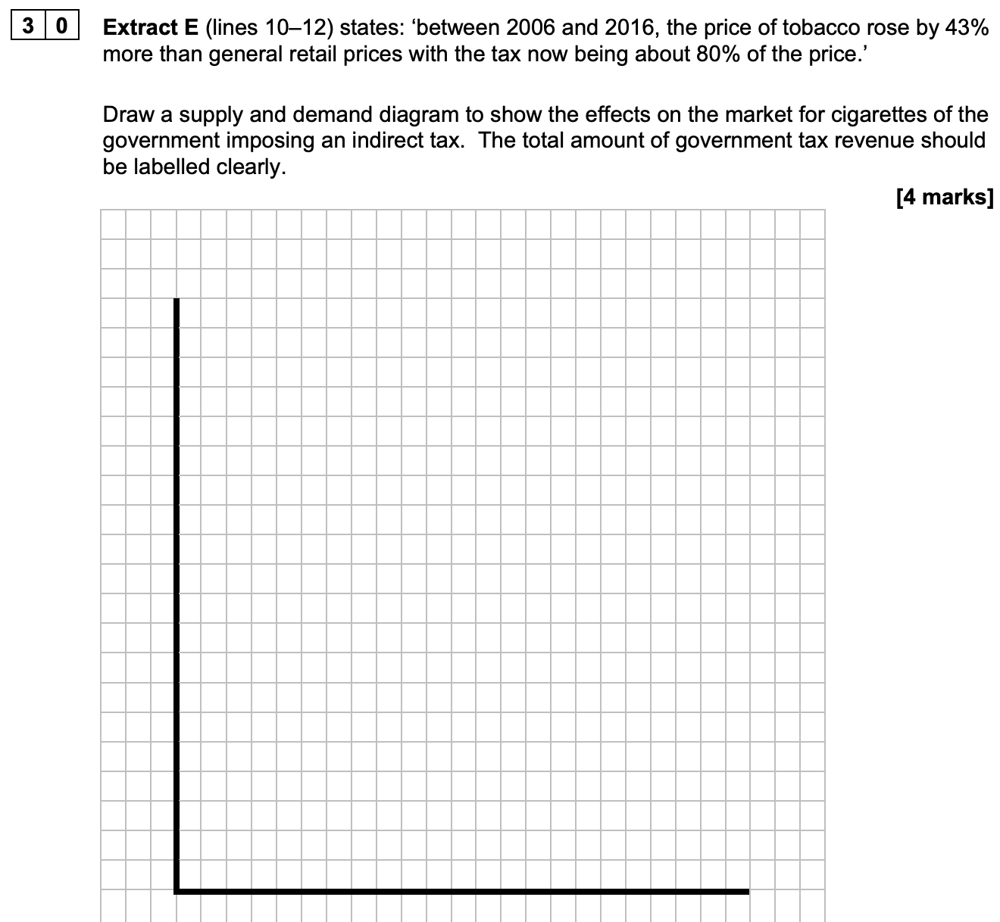 3 0 Extract E (lines 10–12) states: ‘between 2006 and 2016, the price of tobacco rose by 43%
more than general retail prices with the tax now being about 80% of the price.’
Draw a supply and demand diagram to show the effects on the market for cigarettes of the
government imposing an indirect tax. The total amount of government tax revenue should
be labelled clearly.
[4 marks]